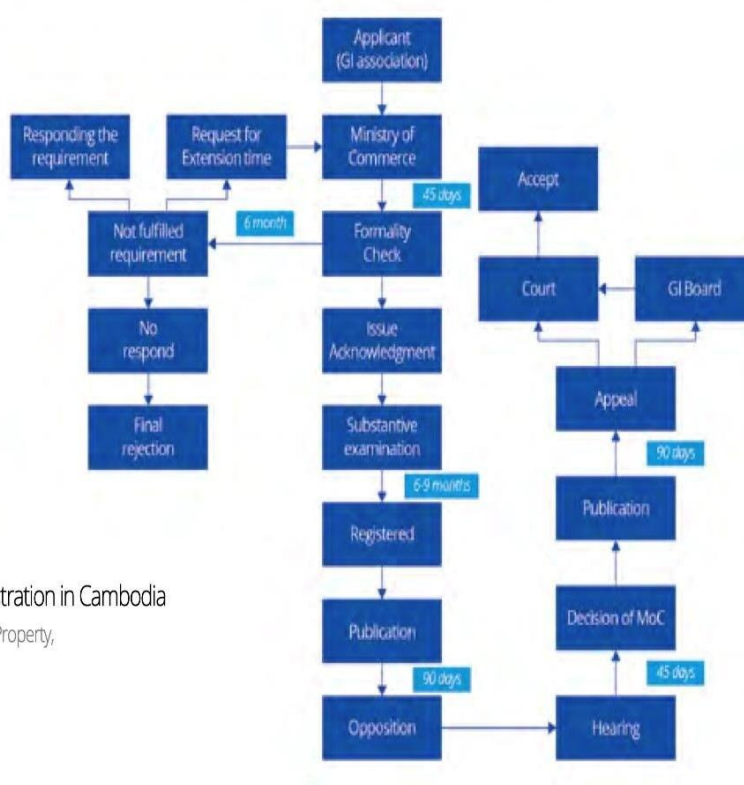 Applicant
(GI association)
Responding the
requirement
Request for
Extension time
Ministry of
Commerce
45 days
Accept
6 month
Not fulfilled
requirement
Formality
Check
Court
GI Board
No
respond
Issue
Acknowledgment
Appeal
Final
rejection
Substantive
examination
90 days
6-9 months
Publication
Registered
tration in Cambodia
Property,
Publication
Decision of MoC
90 days
45 days
Opposition
Hearing